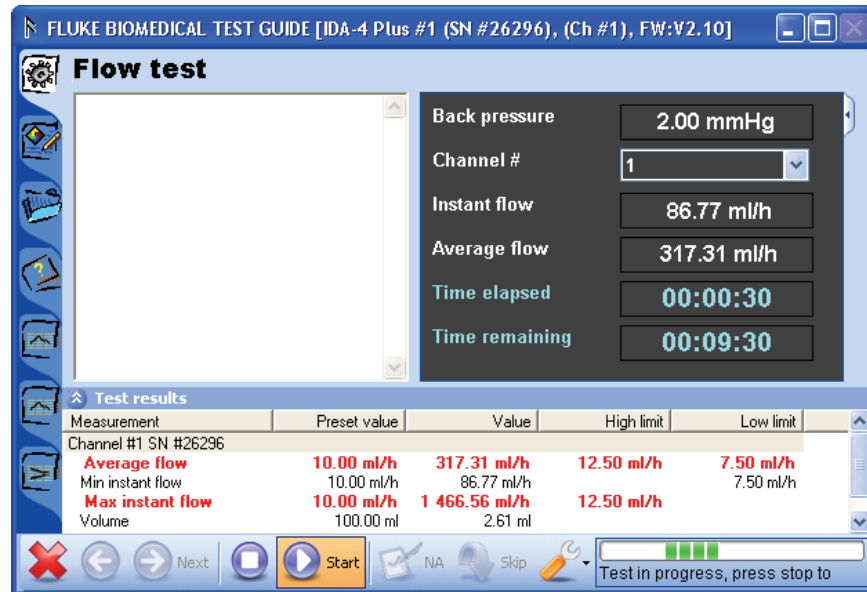 FLUKE BIOMEDICAL TEST GUIDE [IDA-4 Plus #1 (SN #26296), (Ch #1), FW:V2.10]
Flow test
Back pressure 2.00 mmHg
Channel # 1
Instant flow 86.77 ml/h
Average flow 317.31 ml/h
Time elapsed 00:00:30
Time remaining 00:09:30
Test results
Measurement Preset value Value High limit Low limit
Channel #1 SN #26296
Average flow 10.00 ml/h 317.31 ml/h 12.50 ml/h 7.50 ml/h
Min instant flow 10.00 ml/h 86.77 ml/h 7.50 ml/h
Max instant flow 10.00 ml/h 1 466.56 ml/h 12.50 ml/h
Volume 100.00 ml 2.61 ml
Next Start NA Skip
Test in progress, press stop to